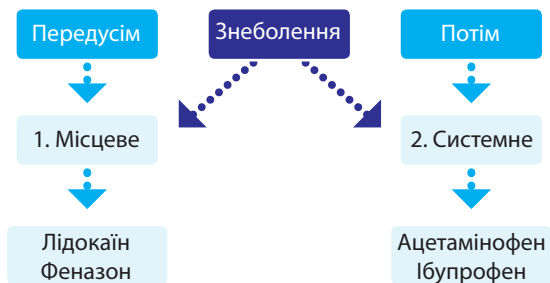 Передусім
Знеболення
Потім
1. Місцеве
2. Системне
Лідокаїн
Феназон
Ацетамінофен
Ібупрофен